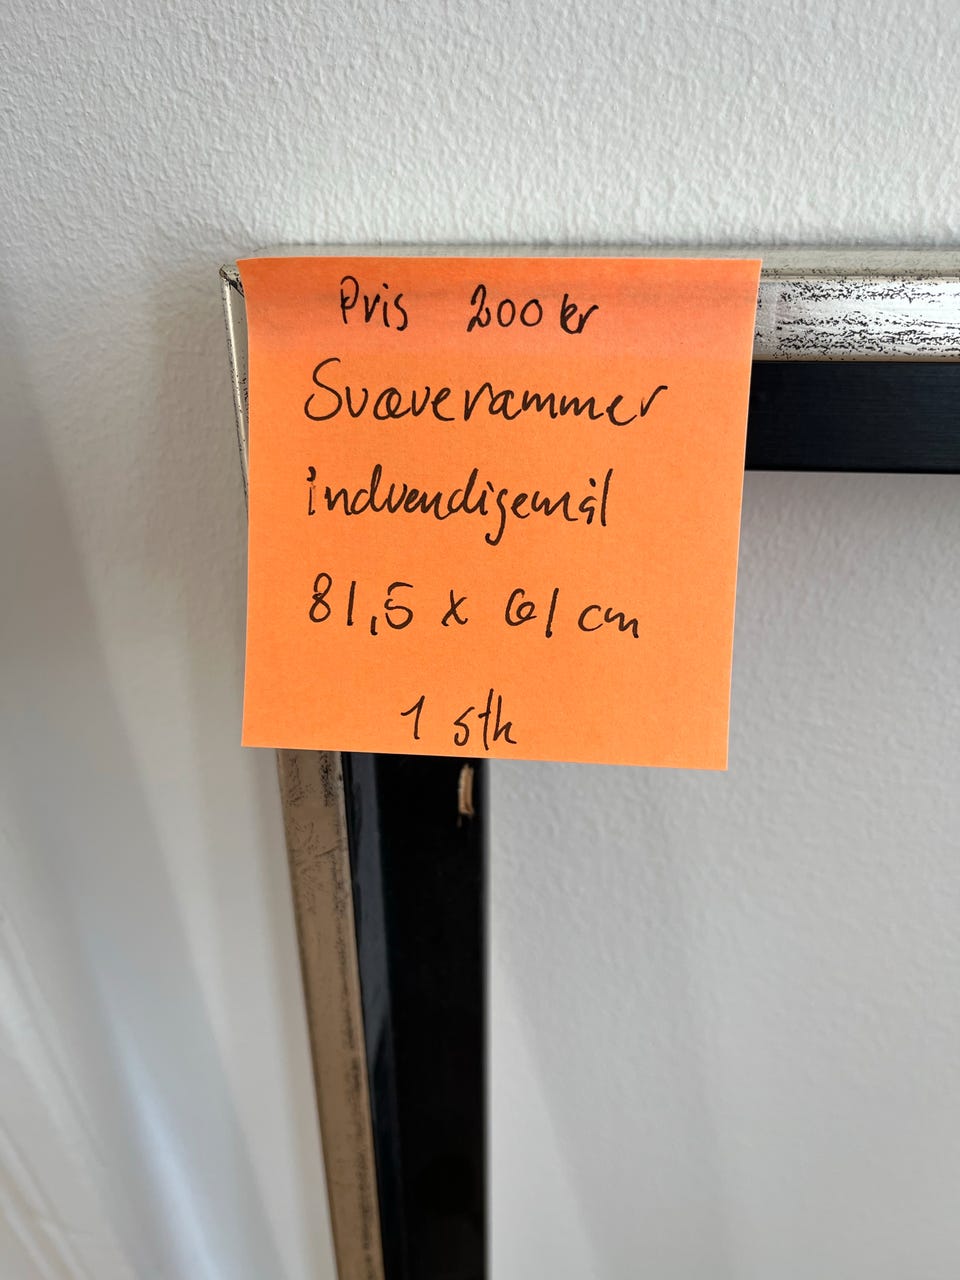 Pris 200 kr
Svæverammer
indvendigemål
81,5 x 61 cm
1 stk